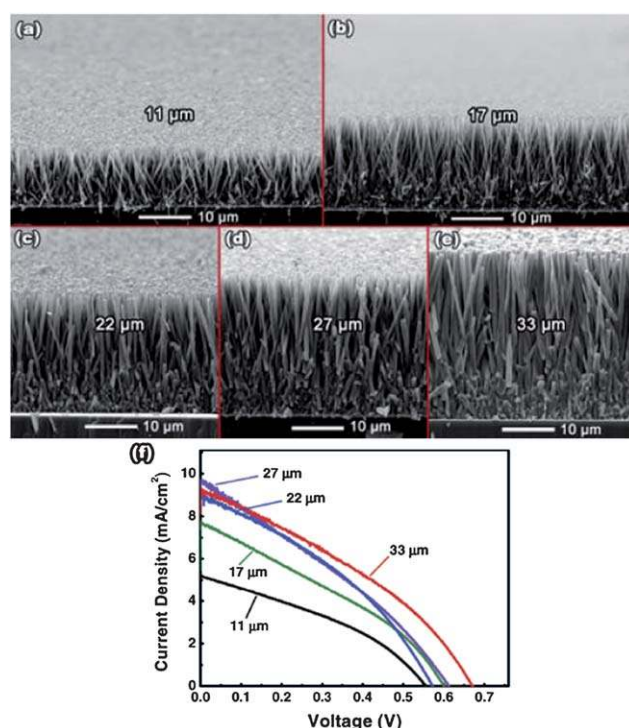 (a)
11 µm
10 µm
(b)
17 µm
10 µm
(c)
22 µm
10 µm
(d)
27 µm
10 µm
(e)
33 µm
10 µm
(j)
Current Density (mA/cm²)
10
8
6
4
2
0
27 µm
22 µm
33 µm
17 µm
11 µm
0.0 0.1 0.2 0.3 0.4 0.5 0.6 0.7
Voltage (V)